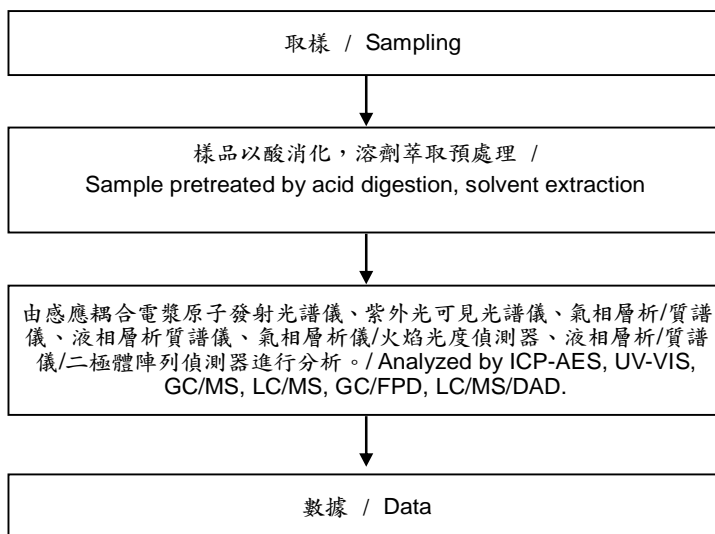 取樣 / Sampling
樣品以酸消化，溶劑萃取預處理 /
Sample pretreated by acid digestion, solvent extraction
由感應耦合電漿原子發射光譜儀、紫外光可見光譜儀、氣相層析/質譜
儀、液相層析質譜儀、氣相層析儀/火焰光度偵測器、液相層析/質譜
儀/二極體陣列偵測器進行分析。/ Analyzed by ICP-AES, UV-VIS,
GC/MS, LC/MS, GC/FPD, LC/MS/DAD.
數據 / Data